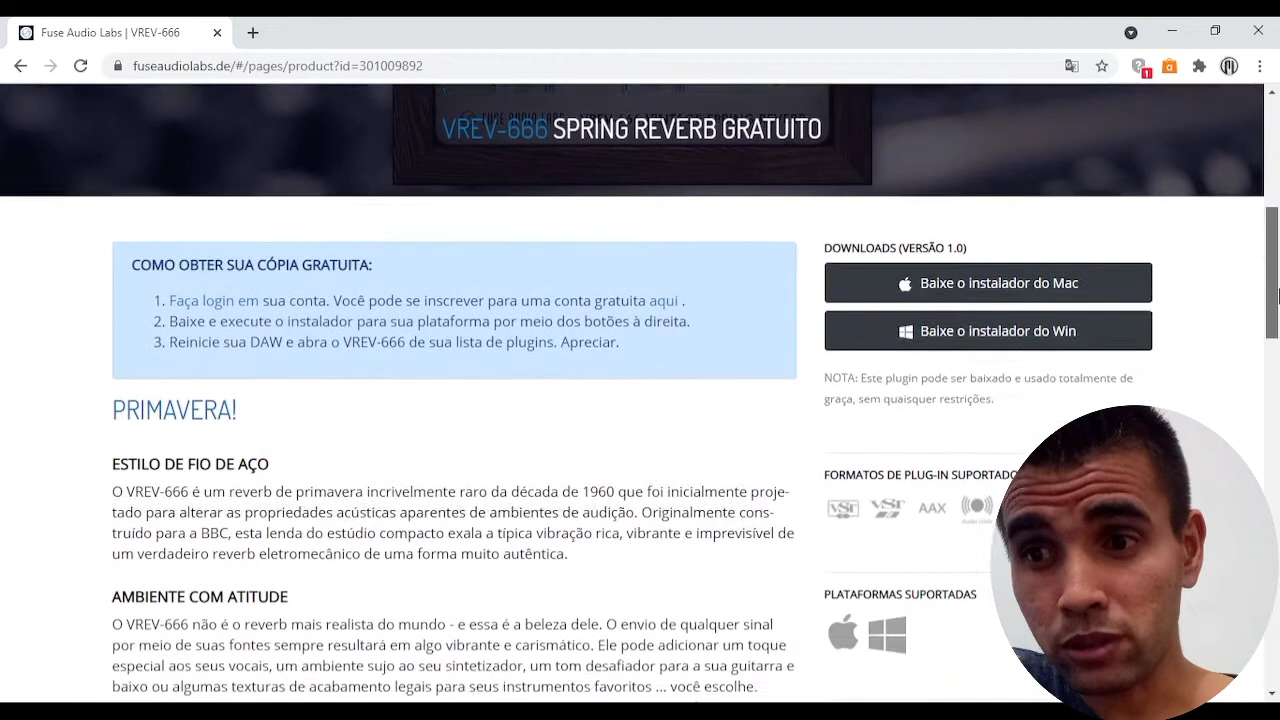 Fuse Audio Labs | VREV-666
fuseaudiolabs.de/#/pages/product?id=301009892
1
VREV-666 SPRING REVERB GRATUITO
COMO OBTER SUA CÓPIA GRATUITA:
1. Faça login em sua conta. Você pode se inscrever para uma conta gratuita aqui .
2. Baixe e execute o instalador para sua plataforma por meio dos botões à direita.
3. Reinicie sua DAW e abra o VREV-666 de sua lista de plugins. Apreciar.
PRIMAVERA!
ESTILO DE FIO DE AÇO
O VREV-666 é um reverb de primavera incrivelmente raro da década de 1960 que foi inicialmente proje-
tado para alterar as propriedades acústicas aparentes de ambientes de audição. Originalmente cons-
truído para a BBC, esta lenda do estúdio compacto exala a típica vibração rica, vibrante e imprevisível de
um verdadeiro reverb eletromecânico de uma forma muito autêntica.
AMBIENTE COM ATITUDE
O VREV-666 não é o reverb mais realista do mundo - e essa é a beleza dele. O envio de qualquer sinal
por meio de suas fontes sempre resultará em algo vibrante e carismático. Ele pode adicionar um toque
especial aos seus vocais, um ambiente sujo ao seu sintetizador, um tom desafiador para a sua guitarra e
baixo ou algumas texturas de acabamento legais para seus instrumentos favoritos ... você escolhe.
DOWNLOADS (VERSÃO 1.0)
Baixe o instalador do Mac
Baixe o instalador do Win
NOTA: Este plugin pode ser baixado e usado totalmente de
graça, sem quaisquer restrições.
FORMATOS DE PLUG-IN SUPORTADO
VST VST AAX Audio Units
PLATAFORMAS SUPORTADAS